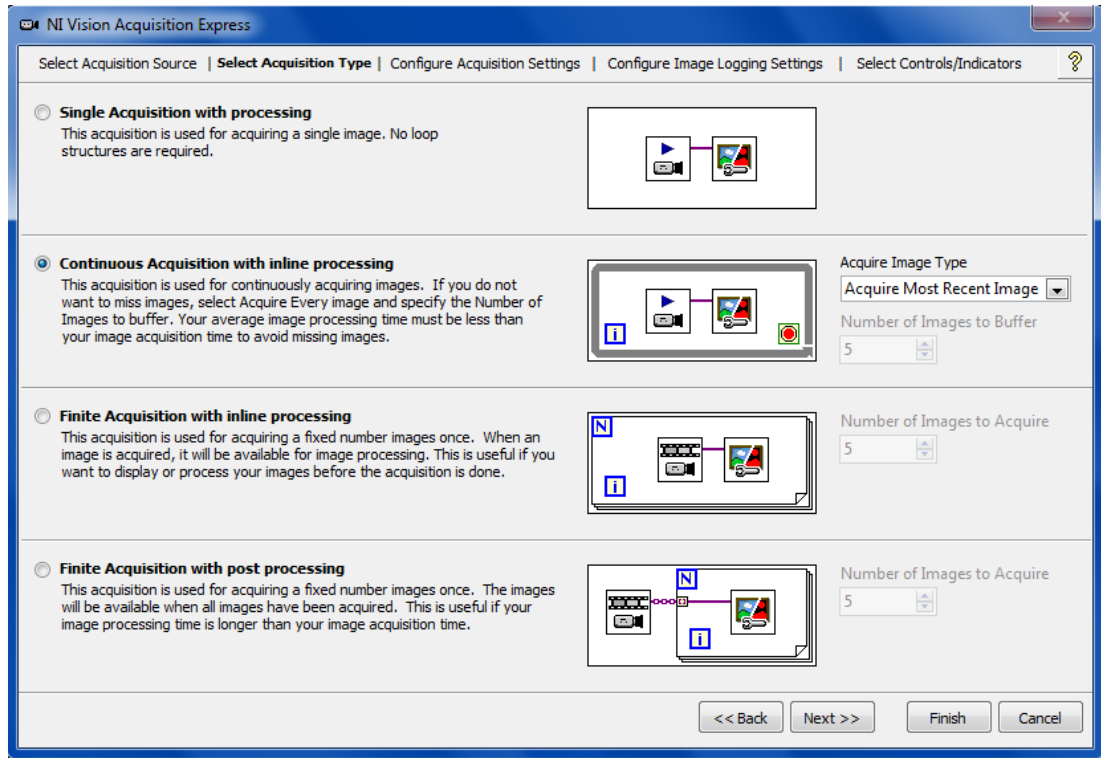 NI Vision Acquisition Express
Select Acquisition Source | Select Acquisition Type | Configure Acquisition Settings | Configure Image Logging Settings | Select Controls/Indicators ?
Single Acquisition with processing
This acquisition is used for acquiring a single image. No loop
structures are required.
Continuous Acquisition with inline processing
This acquisition is used for continuously acquiring images. If you do not
want to miss images, select Acquire Every image and specify the Number of
Images to buffer. Your average image processing time must be less than
your image acquisition time to avoid missing images.
i
Acquire Image Type
Acquire Most Recent Image
Number of Images to Buffer
5
Finite Acquisition with inline processing
This acquisition is used for acquiring a fixed number images once. When an
image is acquired, it will be available for image processing. This is useful if you
want to display or process your images before the acquisition is done.
N
i
Number of Images to Acquire
5
Finite Acquisition with post processing
This acquisition is used for acquiring a fixed number images once. The images
will be available when all images have been acquired. This is useful if your
image processing time is longer than your image acquisition time.
N
i
Number of Images to Acquire
5
<< Back Next >> Finish Cancel